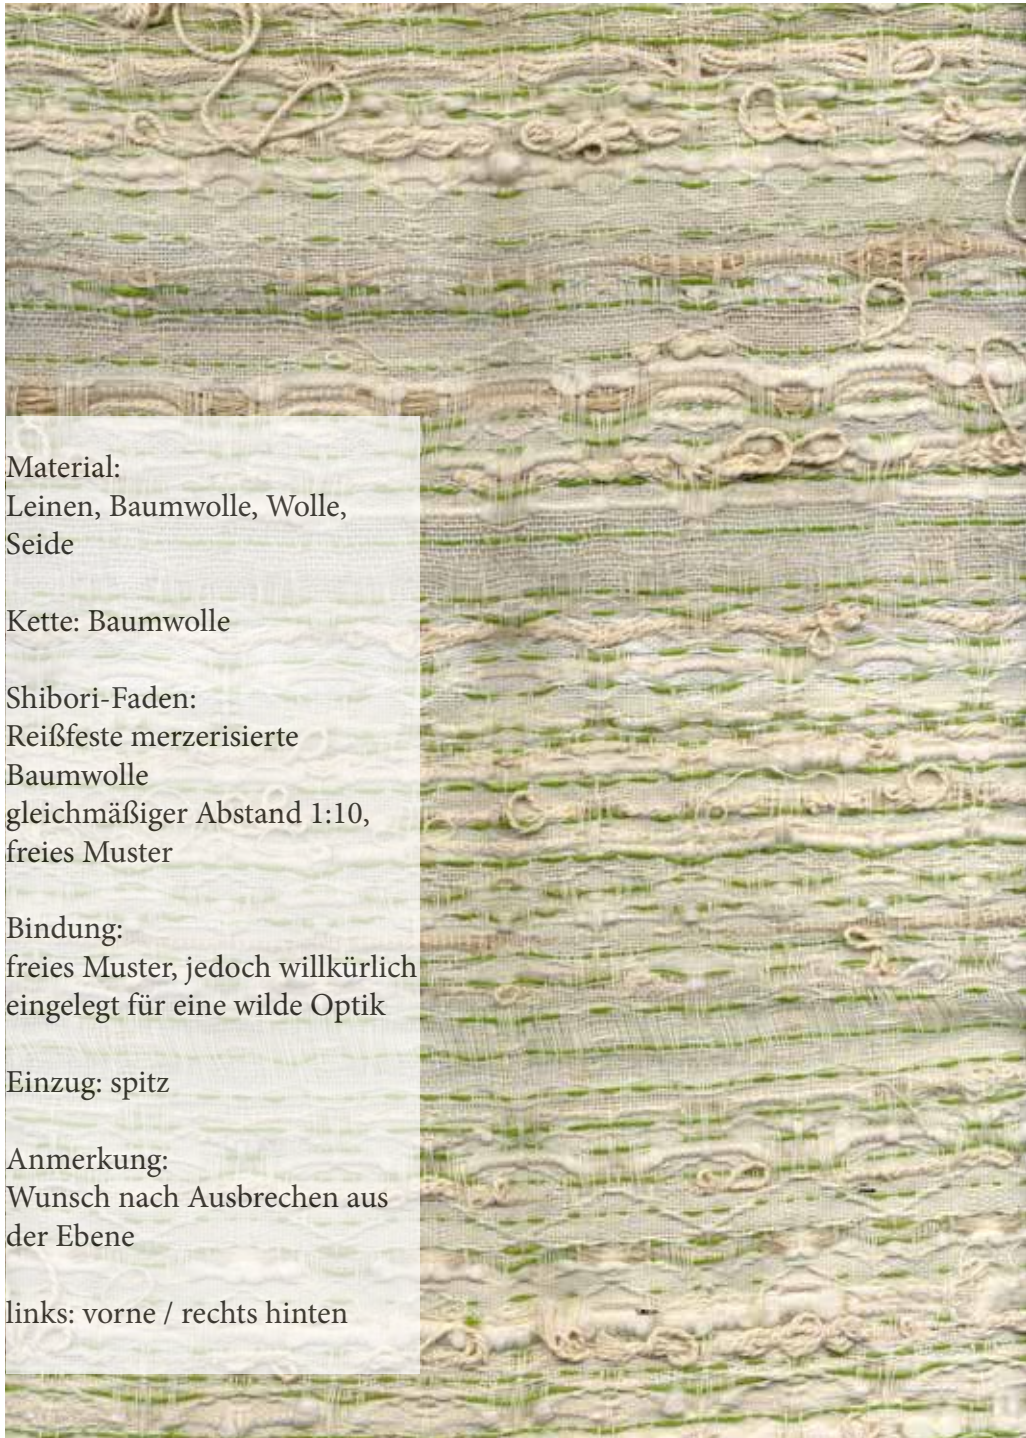 Material:
Leinen, Baumwolle, Wolle,
Seide
Kette: Baumwolle
Shibori-Faden:
Reißfeste merzerisierte
Baumwolle
gleichmäßiger Abstand 1:10,
freies Muster
Bindung:
freies Muster, jedoch willkürlich
eingelegt für eine wilde Optik
Einzug: spitz
Anmerkung:
Wunsch nach Ausbrechen aus
der Ebene
links: vorne / rechts hinten